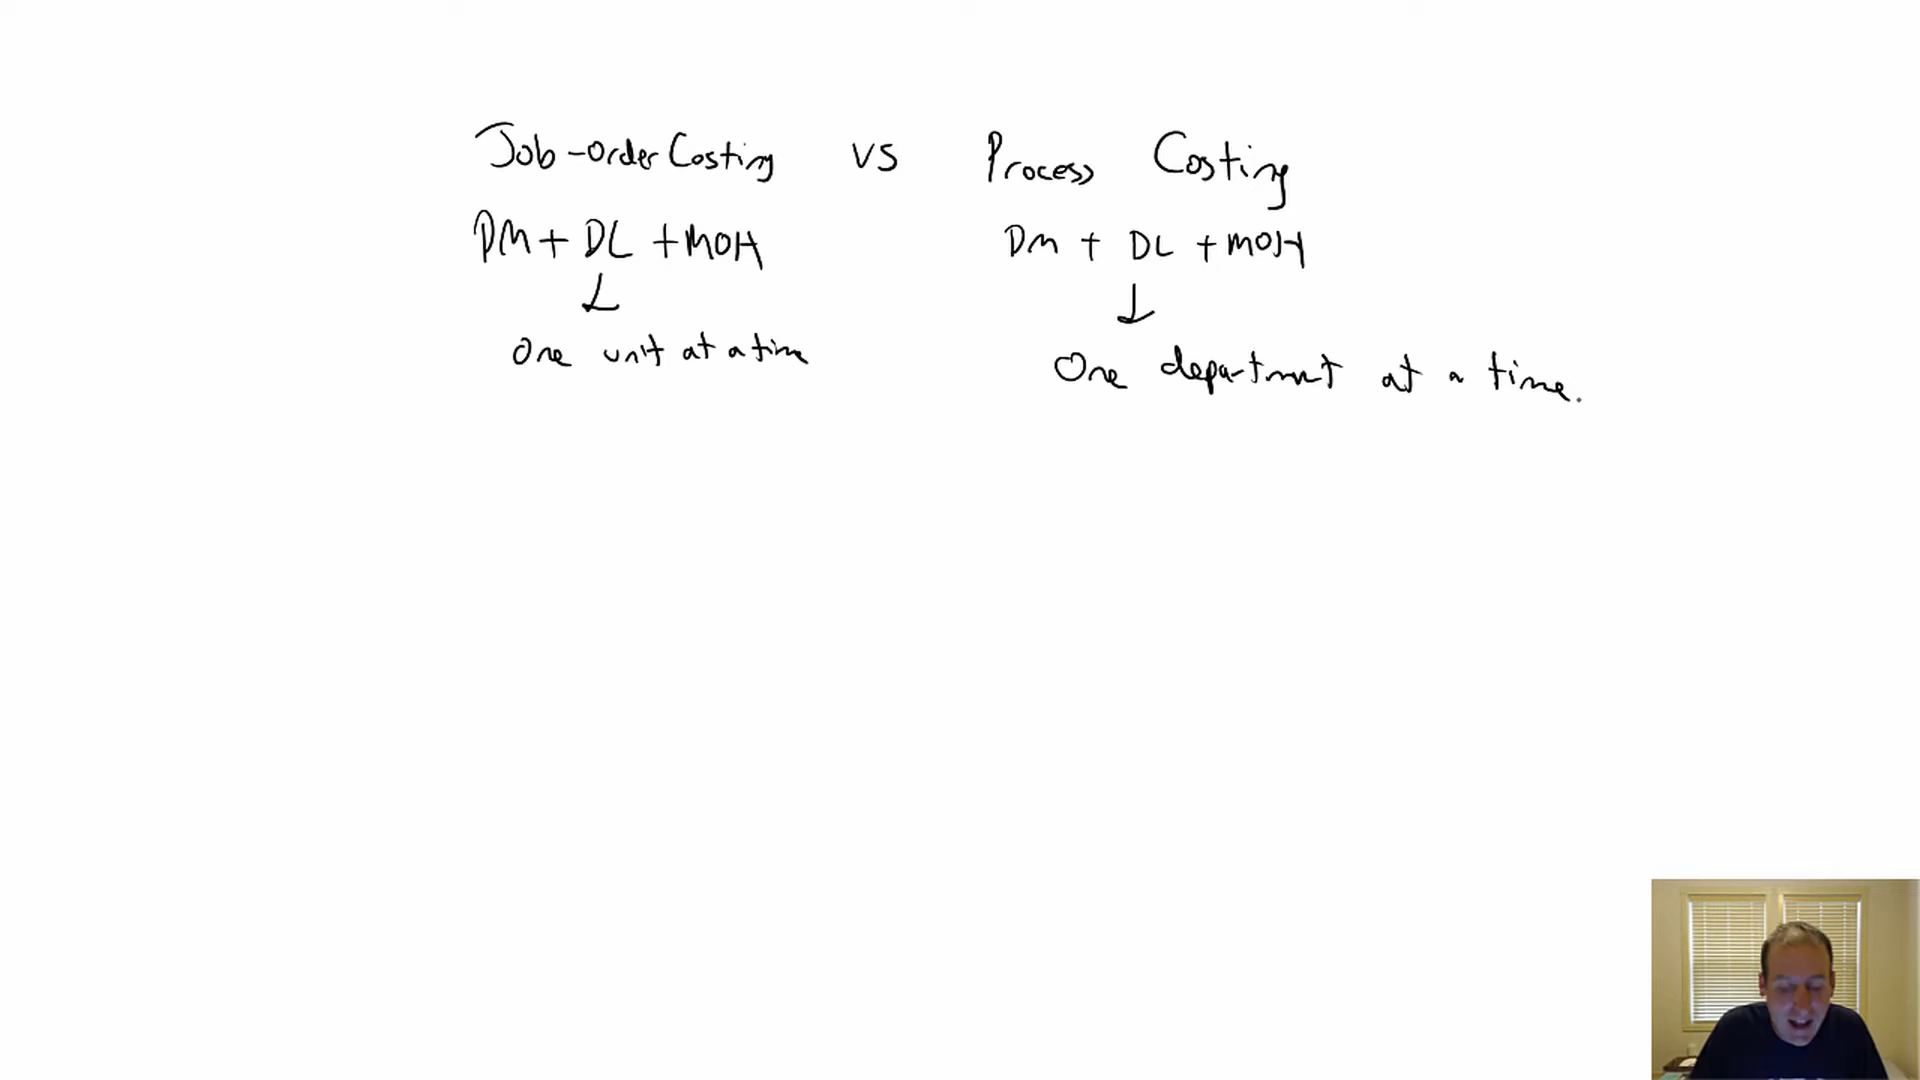 Job-Order Costing vs Process Costing
DM + DL + MOH DM + DL + MOH
One unit at a time One department at a time.